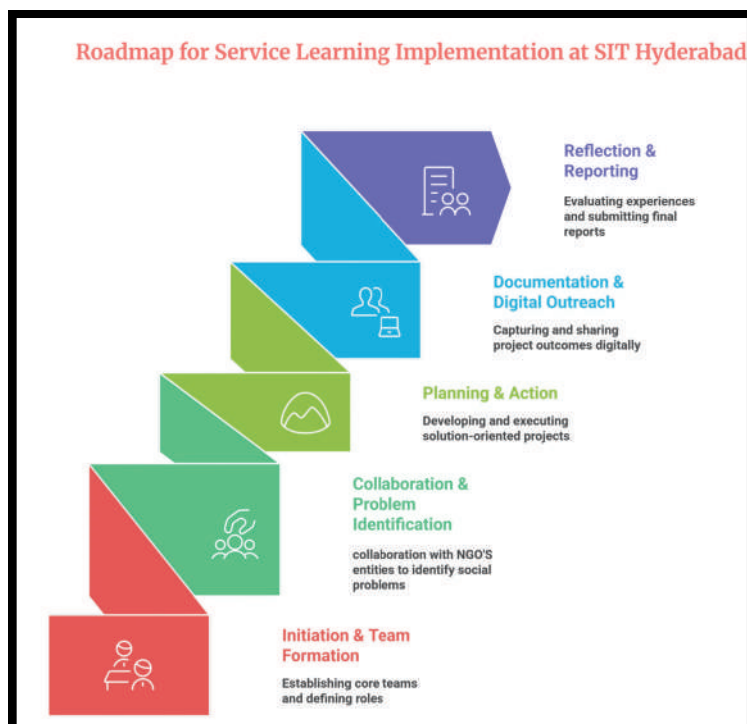 Roadmap for Service Learning Implementation at SIT Hyderabad
Reflection &
Reporting
Evaluating experiences
and submitting final
reports
Documentation &
Digital Outreach
Capturing and sharing
project outcomes digitally
Planning & Action
Developing and executing
solution-oriented projects
Collaboration &
Problem
Identification
collaboration with NGO'S
entities to identify social
problems
Initiation & Team
Formation
Establishing core teams
and defining roles